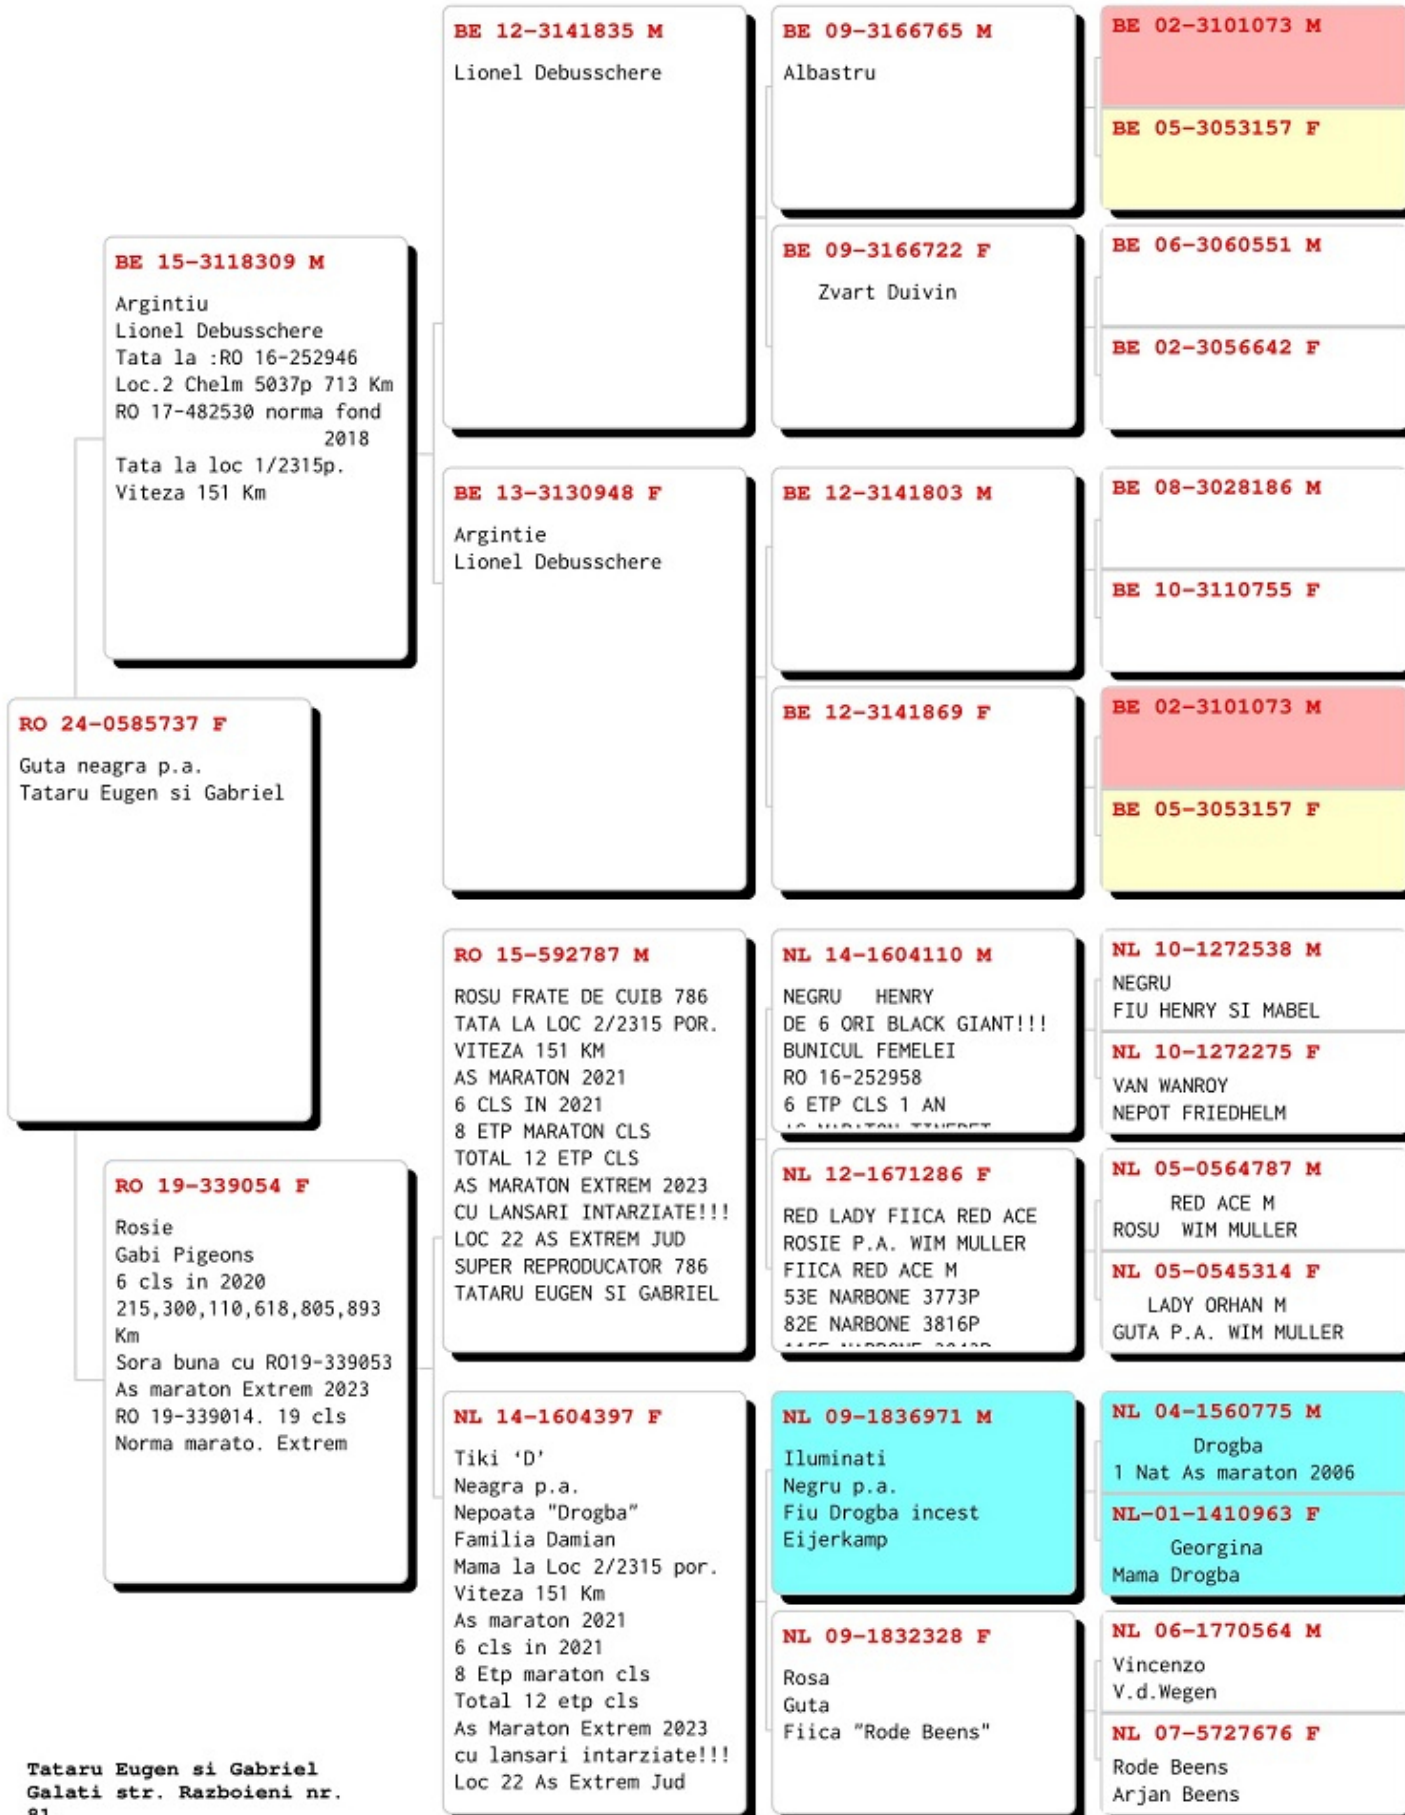 RO 24-0585737 F
Guta neagra p.a.
Tataru Eugen si Gabriel
BE 15-3118309 M
Argintiu
Lionel Debusschere
Tata la :RO 16-252946
Loc.2 Chelm 5037p 713 Km
RO 17-482530 norma fond
2018
Tata la loc 1/2315p.
Viteza 151 Km
RO 19-339054 F
Rosie
Gabi Pigeons
6 cls in 2020
215,300,110,618,805,893
Km
Sora buna cu RO19-339053
As maraton Extrem 2023
RO 19-339014. 19 cls
Norma marato. Extrem
BE 12-3141835 M
Lionel Debusschere
BE 13-3130948 F
Argintie
Lionel Debusschere
RO 15-592787 M
ROSU FRATE DE CUIB 786
TATA LA LOC 2/2315 POR.
VITEZA 151 KM
AS MARATON 2021
6 CLS IN 2021
8 ETP MARATON CLS
TOTAL 12 ETP CLS
AS MARATON EXTREM 2023
CU LANSARI INTARZIATE!!!
LOC 22 AS EXTREM JUD
SUPER REPRODUCATOR 786
TATARU EUGEN SI GABRIEL
NL 14-1604397 F
Tiki ‘D’
Neagra p.a.
Nepoata "Drogba"
Familia Damian
Mama la Loc 2/2315 por.
Viteza 151 Km
As maraton 2021
6 cls in 2021
8 Etp maraton cls
Total 12 etp cls
As Maraton Extrem 2023
cu lansari intarziate!!!
Loc 22 As Extrem Jud
BE 09-3166765 M
Albastru
BE 09-3166722 F
Zvart Duivin
BE 12-3141803 M
BE 12-3141869 F
NL 14-1604110 M
NEGRU HENRY
DE 6 ORI BLACK GIANT!!!
BUNICUL FEMELEI
RO 16-252958
6 ETP CLS 1 AN
NL 12-1671286 F
RED LADY FIICA RED ACE
ROSIE P.A. WIM MULLER
FIICA RED ACE M
53E NARBONE 3773P
82E NARBONE 3816P
NL 09-1836971 M
Iluminati
Negru p.a.
Fiu Drogba incest
Eijerkamp
NL 09-1832328 F
Rosa
Guta
Fiica "Rode Beens"
BE 02-3101073 M
BE 05-3053157 F
BE 06-3060551 M
BE 02-3056642 F
BE 08-3028186 M
BE 10-3110755 F
BE 02-3101073 M
BE 05-3053157 F
NL 10-1272538 M
NEGRU
FIU HENRY SI MABEL
NL 10-1272275 F
VAN WANROY
NEPOT FRIEDHELM
NL 05-0564787 M
RED ACE M
ROSU WIM MULLER
NL 05-0545314 F
LADY ORHAN M
GUTA P.A. WIM MULLER
NL 04-1560775 M
Drogba
1 Nat As maraton 2006
NL-01-1410963 F
Georgina
Mama Drogba
NL 06-1770564 M
Vincenzo
V.d.Wegen
NL 07-5727676 F
Rode Beens
Arjan Beens
Tataru Eugen si Gabriel
Galati str. Razboieni nr.